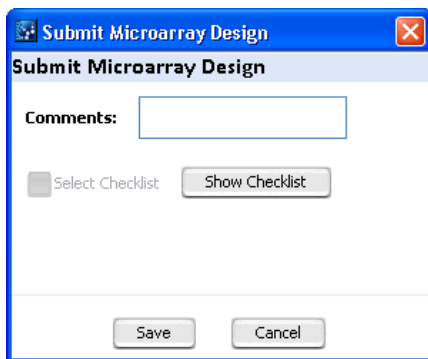 Submit Microarray Design
Submit Microarray Design
Comments:
Select Checklist Show Checklist
Save Cancel